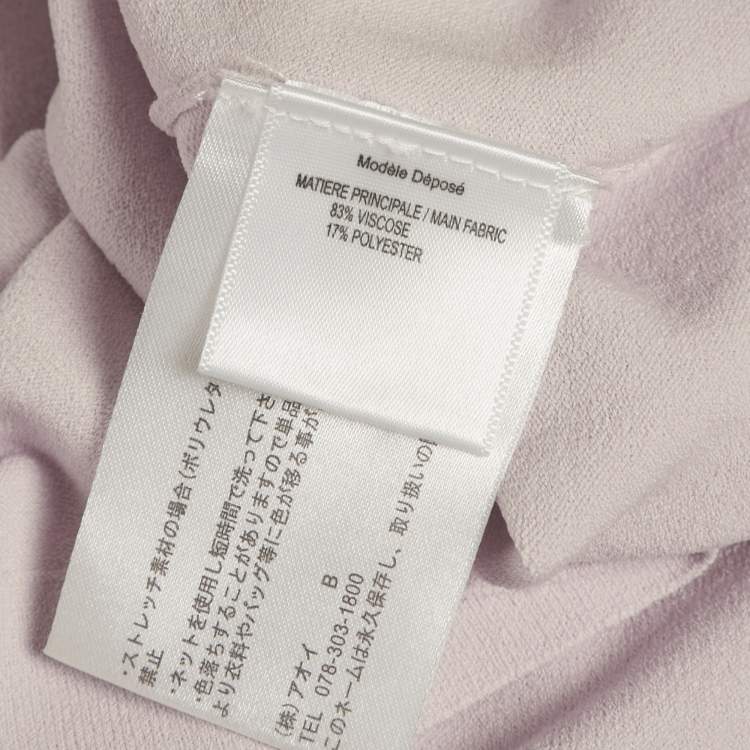 Modèle Déposé
MATIERE PRINCIPALE / MAIN FABRIC
83% VISCOSE
17% POLYESTER
・ストレッチ素材の場合(ポリウレタ
禁止
・ネットを使用し短時間で洗って下さ
・色落ちすることがありますので単品
より衣料やバッグ等に色が移る事が
B
(株)アオイ
TEL 078-303-1800
このネームは永久保存し、取り扱いの